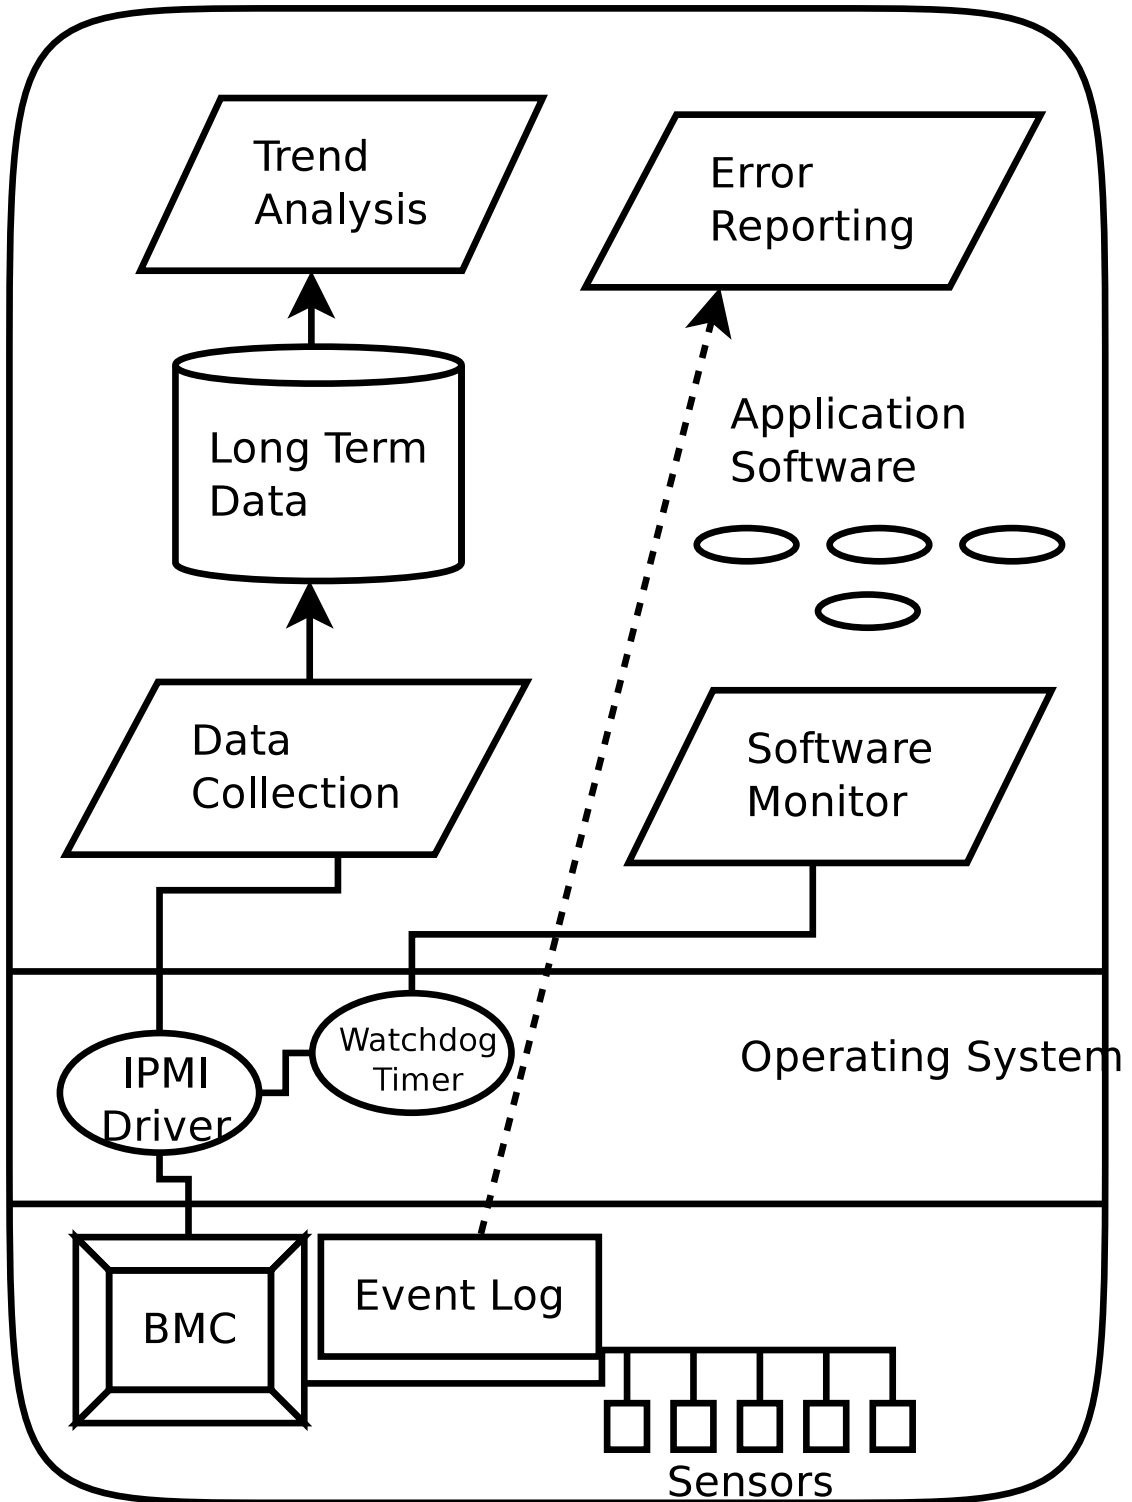 Trend
Analysis
Error
Reporting
Long Term
Data
Application
Software
Data
Collection
Software
Monitor
IPMI
Driver
Watchdog
Timer
Operating System
BMC
Event Log
Sensors